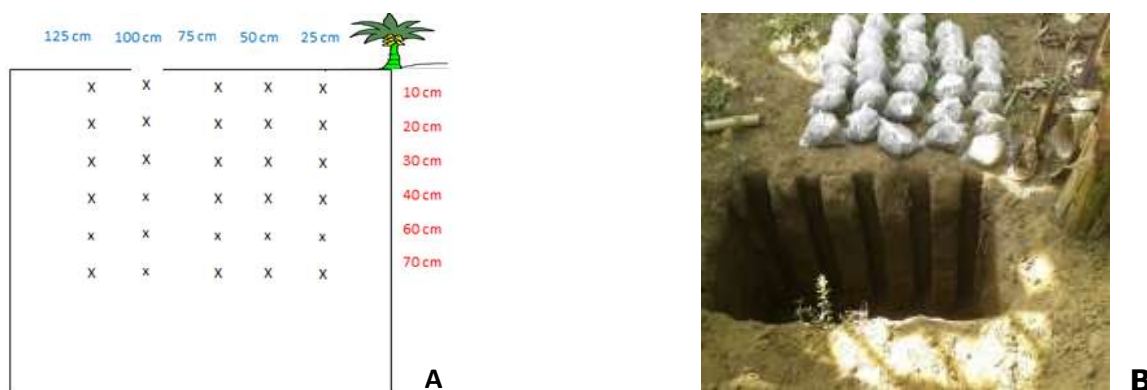 125 cm 100 cm 75 cm 50 cm 25 cm
X X X X X 10 cm
X X X X X 20 cm
X X X X X 30 cm
X x X X X 40 cm
x x x x x 60 cm
X x X X X 70 cm
A
B